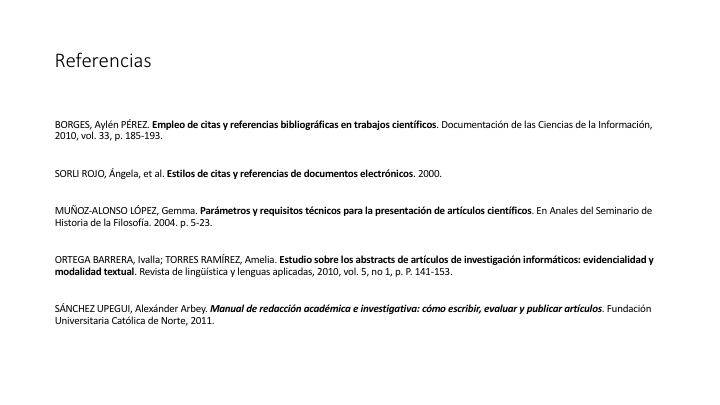 Referencias
BORGES, Aylén PÉREZ. Empleo de citas y referencias bibliográficas en trabajos científicos. Documentación de las Ciencias de la Información,
2010, vol. 33, p. 185-193.
SORLI ROJO, Ángela, et al. Estilos de citas y referencias de documentos electrónicos. 2000.
MUÑOZ-ALONSO LÓPEZ, Gemma. Parámetros y requisitos técnicos para la presentación de artículos científicos. En Anales del Seminario de
Historia de la Filosofía. 2004. p. 5-23.
ORTEGA BARRERA, Ivalla; TORRES RAMÍREZ, Amelia. Estudio sobre los abstracts de artículos de investigación informáticos: evidencialidad y
modalidad textual. Revista de lingüística y lenguas aplicadas, 2010, vol. 5, no 1, p. P. 141-153.
SÁNCHEZ UPEGUI, Alexánder Arbey. Manual de redacción académica e investigativa: cómo escribir, evaluar y publicar artículos. Fundación
Universitaria Católica de Norte, 2011.